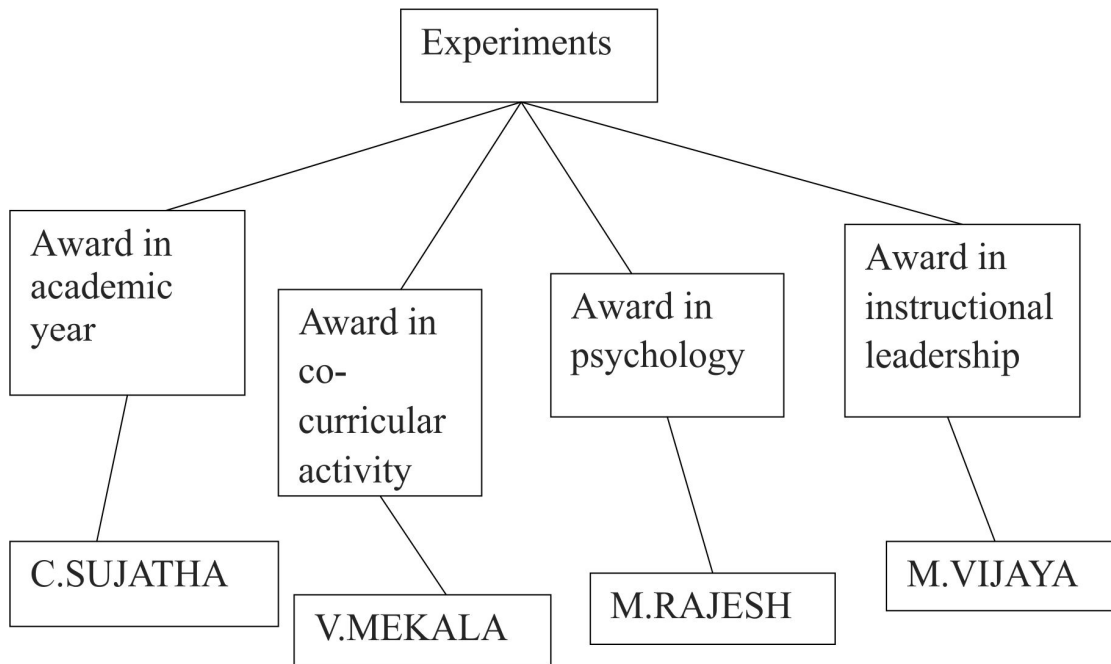 Experiments
Award in
academic
year
Award in
co-
curricular
activity
Award in
psychology
Award in
instructional
leadership
C.SUJATHA
V.MEKALA
M.RAJESH
M.VIJAYA